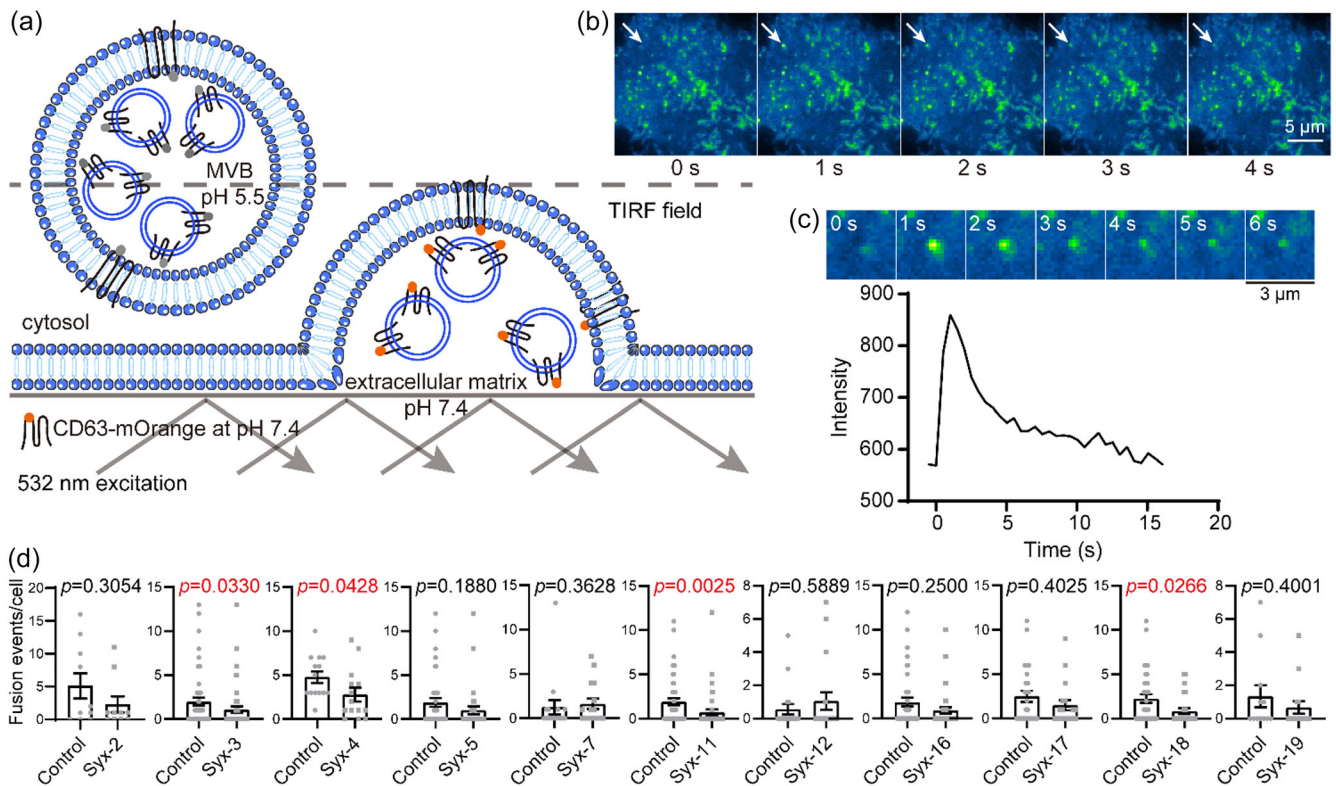 (a)
MVB
pH 5.5
TIRF field
cytosol
extracellular matrix
pH 7.4
CD63-mOrange at pH 7.4
532 nm excitation
(b)
5 µm
0 s 1 s 2 s 3 s 4 s
(c)
0 s 1 s 2 s 3 s 4 s 5 s 6 s
3 µm
900
800
700
600
500
Intensity
0 5 10 15 20
Time (s)
(d)
Fusion events/cell
p=0.3054
20
15
10
5
0
Control Syx-2
p=0.0330
15
10
5
0
Control Syx-3
p=0.0428
15
10
5
0
Control Syx-4
p=0.1880
15
10
5
0
Control Syx-5
p=0.3628
15
10
5
0
Control Syx-7
p=0.0025
15
10
5
0
Control Syx-11
p=0.5889
8
6
4
2
0
Control Syx-12
p=0.2500
15
10
5
0
Control Syx-16
p=0.4025
15
10
5
0
Control Syx-17
p=0.0266
15
10
5
0
Control Syx-18
p=0.4001
8
6
4
2
0
Control Syx-19